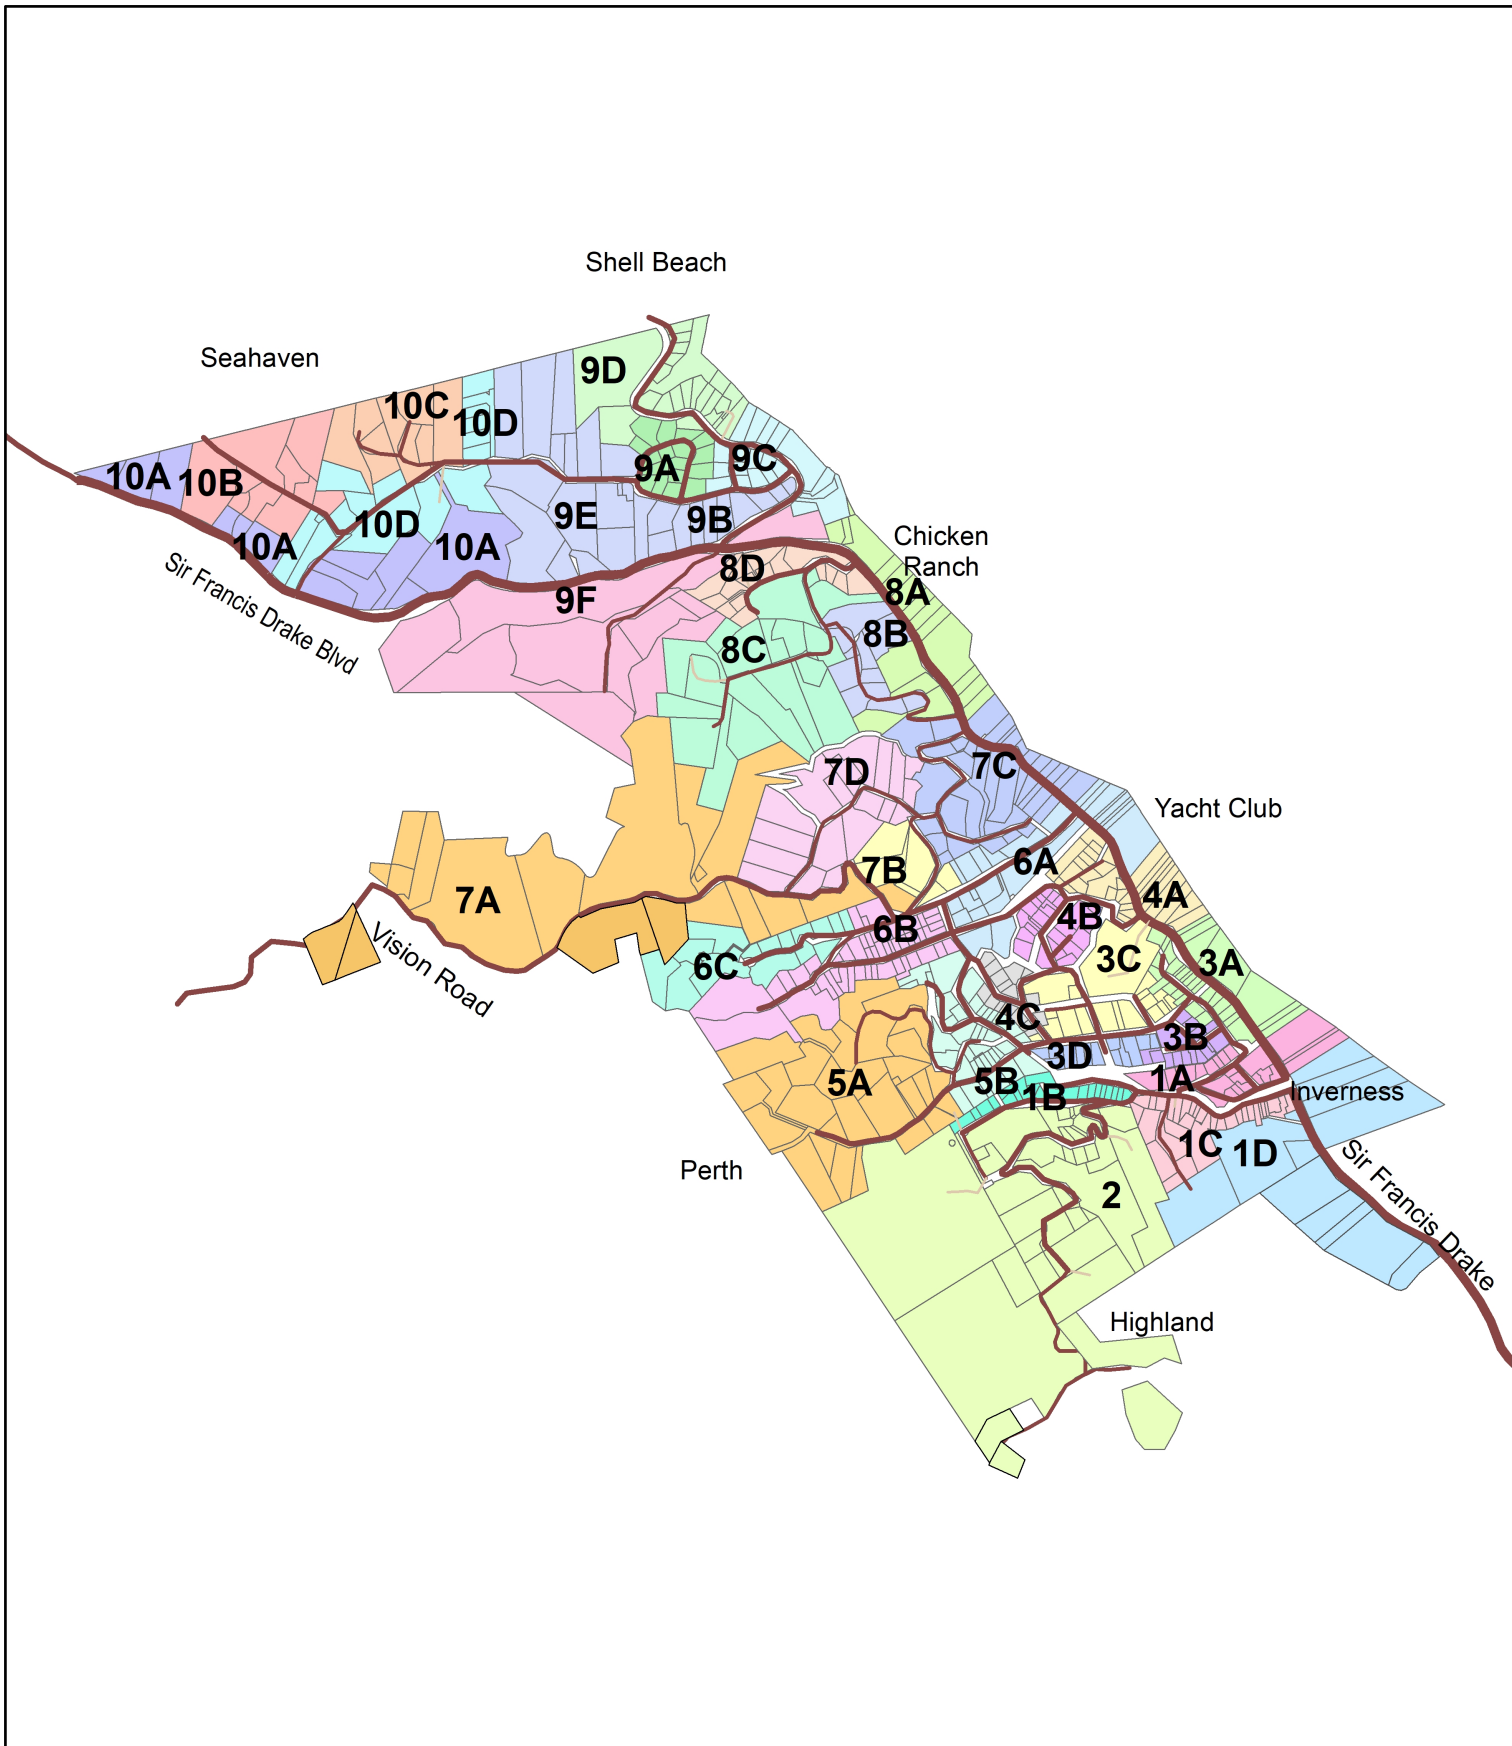 Shell Beach
Seahaven
9D
10C
10D
9C
9A
10A
10B
9E
9B
10D
Chicken
Ranch
10A
10A
8D
Sir Francis Drake Blvd
9F
8A
8B
8C
7C
7D
Yacht Club
6A
7B
4A
7A
4B
6B
3C
3A
6C
Vision Road
4C
3B
3D
1A
5B
5A
1B
Inverness
1C
1D
Perth
2
Sir Francis Drake
Highland